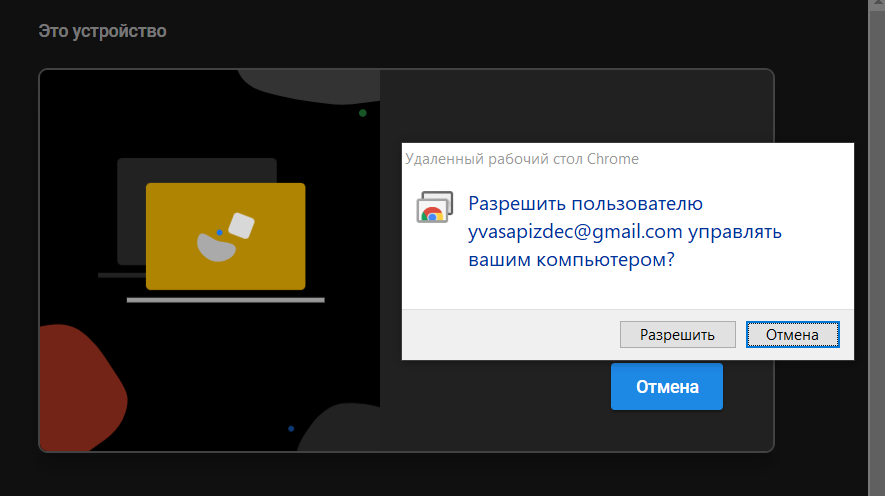 Это устройство
Удаленный рабочий стол Chrome
Разрешить пользователю
yvasapizdec@gmail.com управлять
вашим компьютером?
Разрешить
Отмена
Отмена